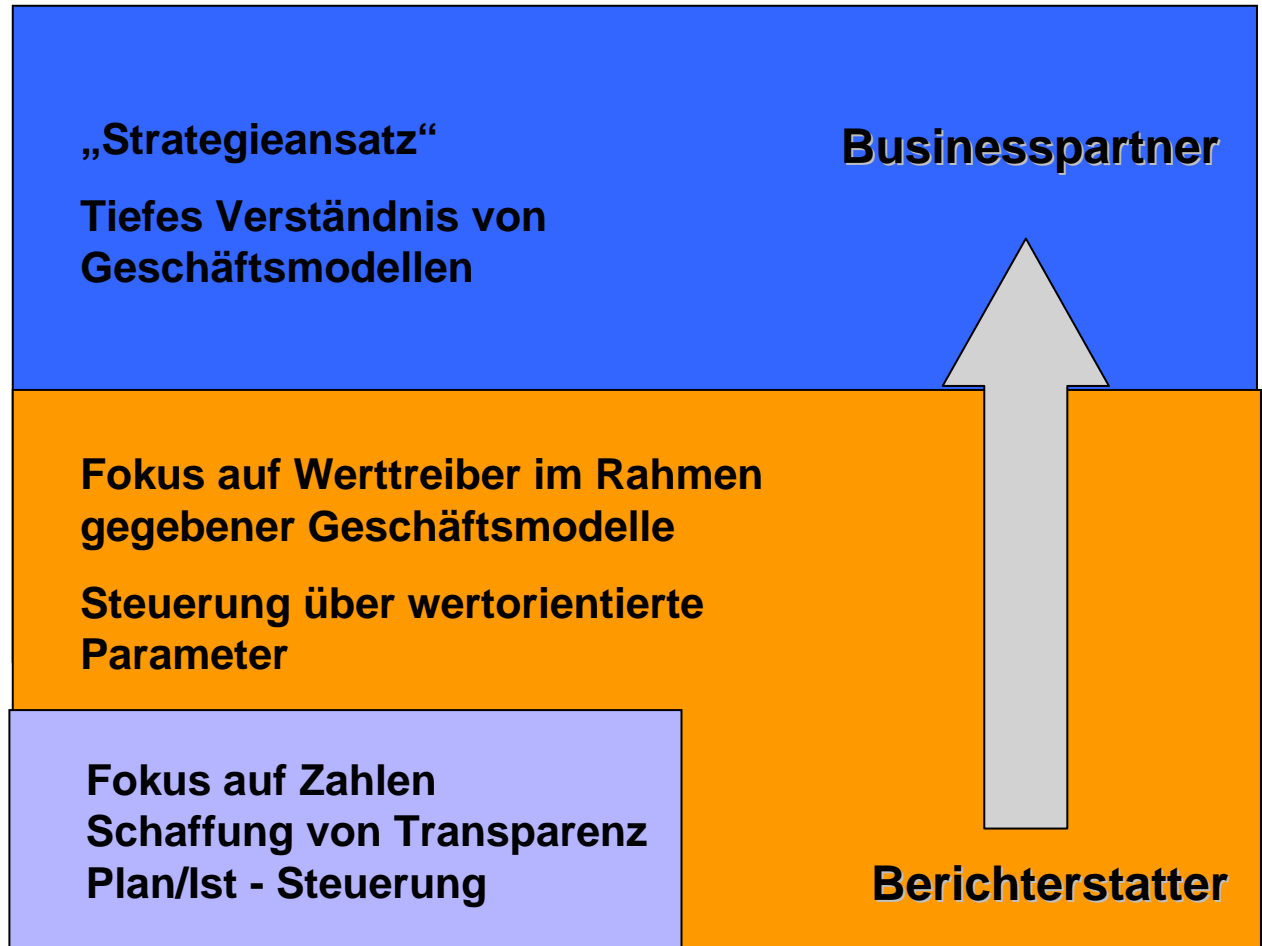 „Strategieansatz“
Businesspartner
Tiefes Verständnis von
Geschäftsmodellen
Fokus auf Werttreiber im Rahmen
gegebener Geschäftsmodelle
Steuerung über wertorientierte
Parameter
Fokus auf Zahlen
Schaffung von Transparenz
Plan/Ist - Steuerung
Berichterstatter